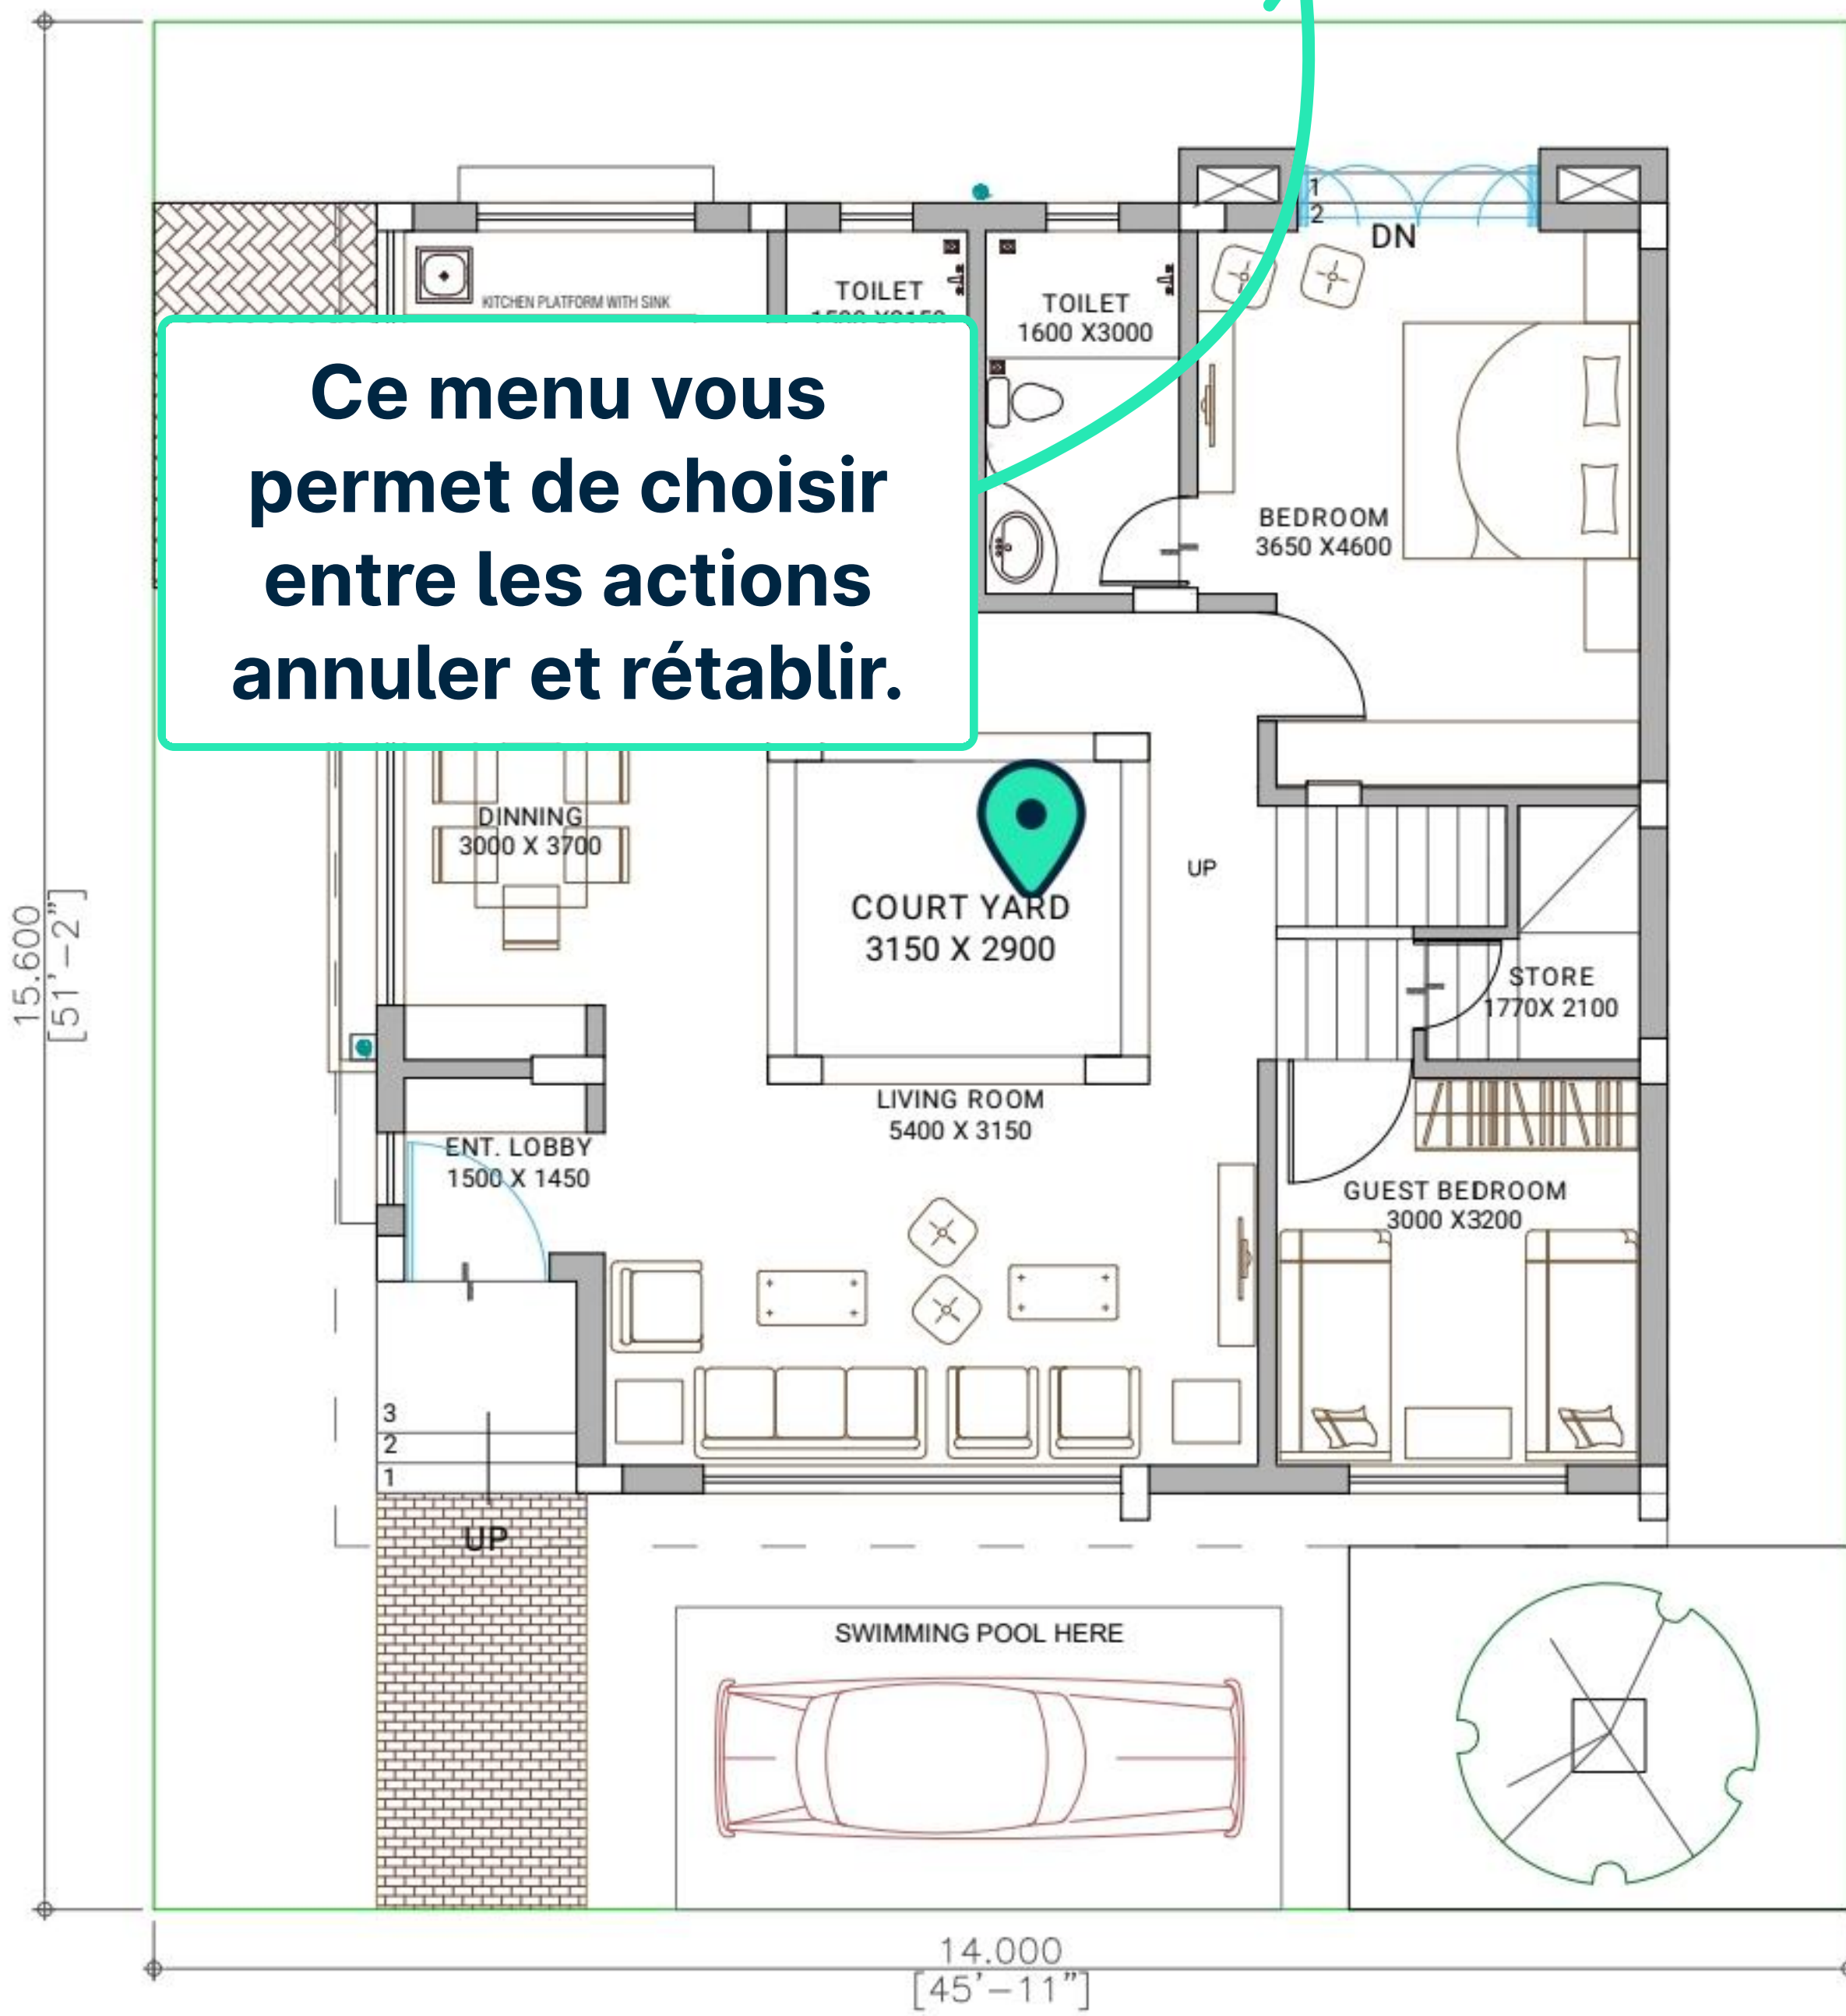 1
2
DN
KITCHEN PLATFORM WITH SINK
TOILET
TOILET
1600 X3000
Ce menu vous
permet de choisir
entre les actions
annuler et rétablir.
BEDROOM
3650 X4600
DINNING
3000 X 3700
UP
COURT YARD
3150 X 2900
STORE
1770X 2100
15.600
[51'-2"]
LIVING ROOM
5400 X 3150
ENT. LOBBY
1500 X 1450
GUEST BEDROOM
3000 X3200
3
2
1
UP
SWIMMING POOL HERE
14.000
[45'-11"]